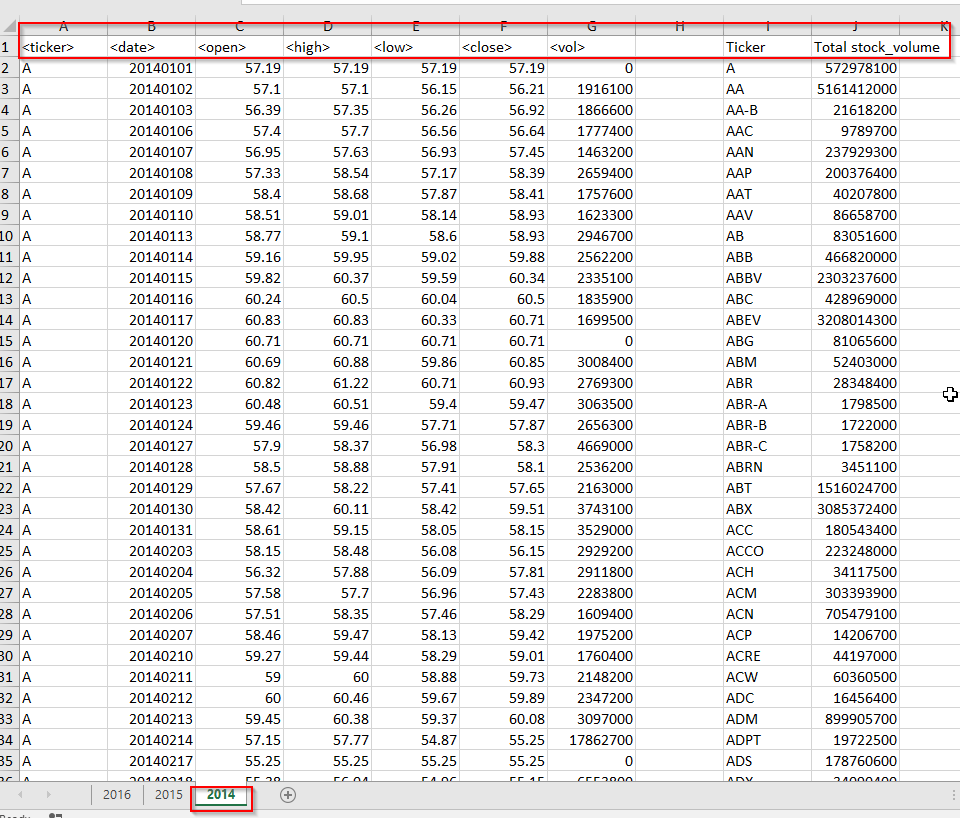 A B C D E F G H I J K
1 <ticker> <date> <open> <high> <low> <close> <vol> Ticker Total stock_volume
2 A 20140101 57.19 57.19 57.19 57.19 0 A 572978100
3 A 20140102 57.1 57.1 56.15 56.21 1916100 AA 5161412000
4 A 20140103 56.39 57.35 56.26 56.92 1866600 AA-B 21618200
5 A 20140106 57.4 57.7 56.56 56.64 1777400 AAC 9789700
6 A 20140107 56.95 57.63 56.93 57.45 1463200 AAN 237929300
7 A 20140108 57.33 58.54 57.17 58.39 2659400 AAP 200376400
8 A 20140109 58.4 58.68 57.87 58.41 1757600 AAT 40207800
9 A 20140110 58.51 59.01 58.14 58.93 1623300 AAV 86658700
10 A 20140113 58.77 59.1 58.6 58.93 2946700 AB 83051600
11 A 20140114 59.16 59.95 59.02 59.88 2562200 ABB 466820000
12 A 20140115 59.82 60.37 59.59 60.34 2335100 ABBV 2303237600
13 A 20140116 60.24 60.5 60.04 60.5 1835900 ABC 428969000
14 A 20140117 60.83 60.83 60.33 60.71 1699500 ABEV 3208014300
15 A 20140120 60.71 60.71 60.71 60.71 0 ABG 81065600
16 A 20140121 60.69 60.88 59.86 60.85 3008400 ABM 52403000
17 A 20140122 60.82 61.22 60.71 60.93 2769300 ABR 28348400
18 A 20140123 60.48 60.51 59.4 59.47 3063500 ABR-A 1798500
19 A 20140124 59.46 59.46 57.71 57.87 2656300 ABR-B 1722000
20 A 20140127 57.9 58.37 56.98 58.3 4669000 ABR-C 1758200
21 A 20140128 58.5 58.88 57.91 58.1 2536200 ABRN 3451100
22 A 20140129 57.67 58.22 57.41 57.65 2163000 ABT 1516024700
23 A 20140130 58.42 60.11 58.42 59.51 3743100 ABX 3085372400
24 A 20140131 58.61 59.15 58.05 58.15 3529000 ACC 180543400
25 A 20140203 58.15 58.48 56.08 56.15 2929200 ACCO 223248000
26 A 20140204 56.32 57.88 56.09 57.81 2911800 ACH 34117500
27 A 20140205 57.58 57.7 56.96 57.43 2283800 ACM 303393900
28 A 20140206 57.51 58.35 57.46 58.29 1609400 ACN 705479100
29 A 20140207 58.46 59.47 58.13 59.42 1975200 ACP 14206700
30 A 20140210 59.27 59.44 58.29 59.01 1760400 ACRE 44197000
31 A 20140211 59 60 58.88 59.73 2148200 ACW 60360500
32 A 20140212 60 60.46 59.67 59.89 2347200 ADC 16456400
33 A 20140213 59.45 60.38 59.37 60.08 3097000 ADM 899905700
34 A 20140214 57.15 57.77 54.87 55.25 17862700 ADPT 19722500
35 A 20140217 55.25 55.25 55.25 55.25 0 ADS 178760600
2016 2015 2014